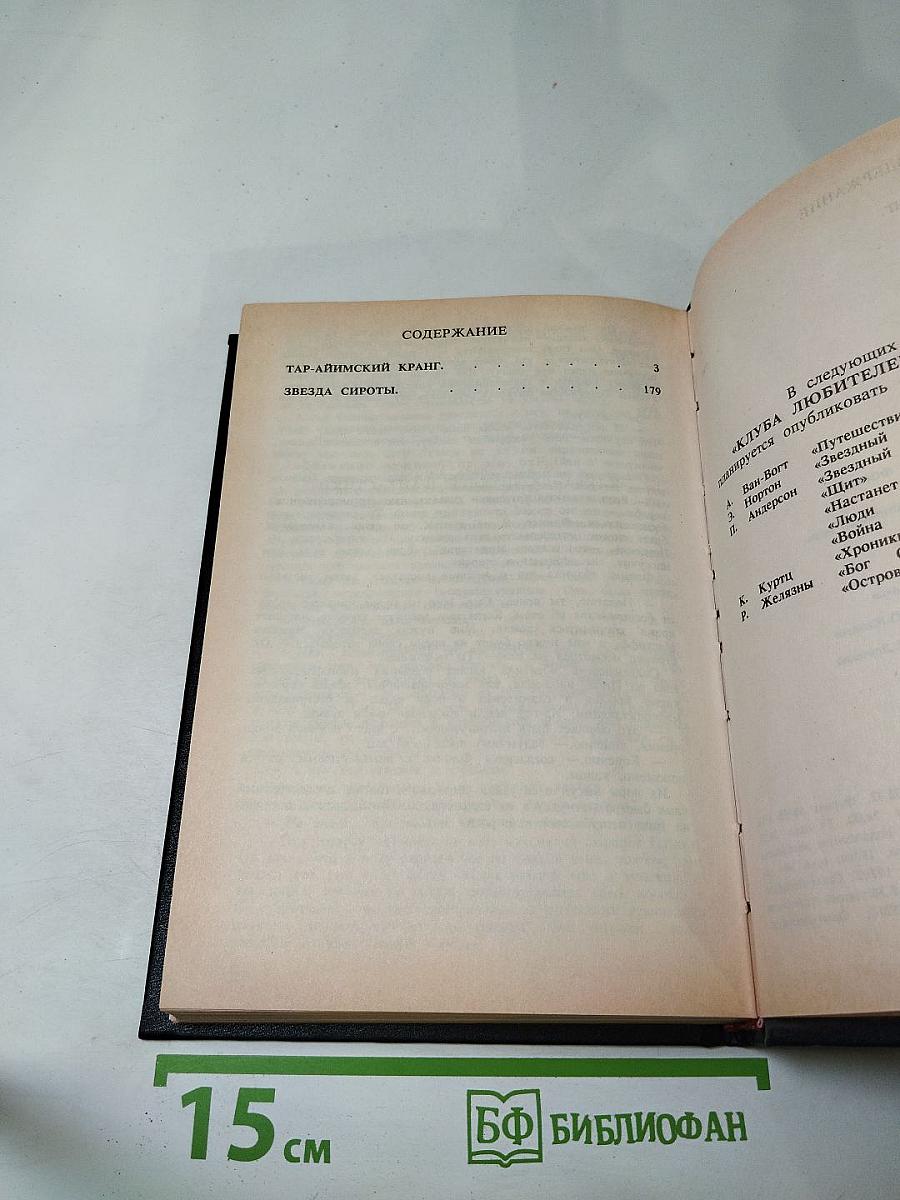 СОДЕРЖАНИЕ
ТАР-АЙИМСКИЙ КРАНГ. . . . . . . . 3
ЗВЕЗДА СИРОТЫ. . . . . . . . . 179
В следующих
«КЛУБА ЛЮБИТЕЛЕ
планируется опубликовать
А. Ван-Вогт «Путешестви
Э. Нортон «Звездный
П. Андерсон «Звездный
«Щит»
«Настанет
«Люди
«Война
«Хроники
К. Куртц «Бог С
Р. Желязны «Остров
15 см
БФ БИБЛИОФАН